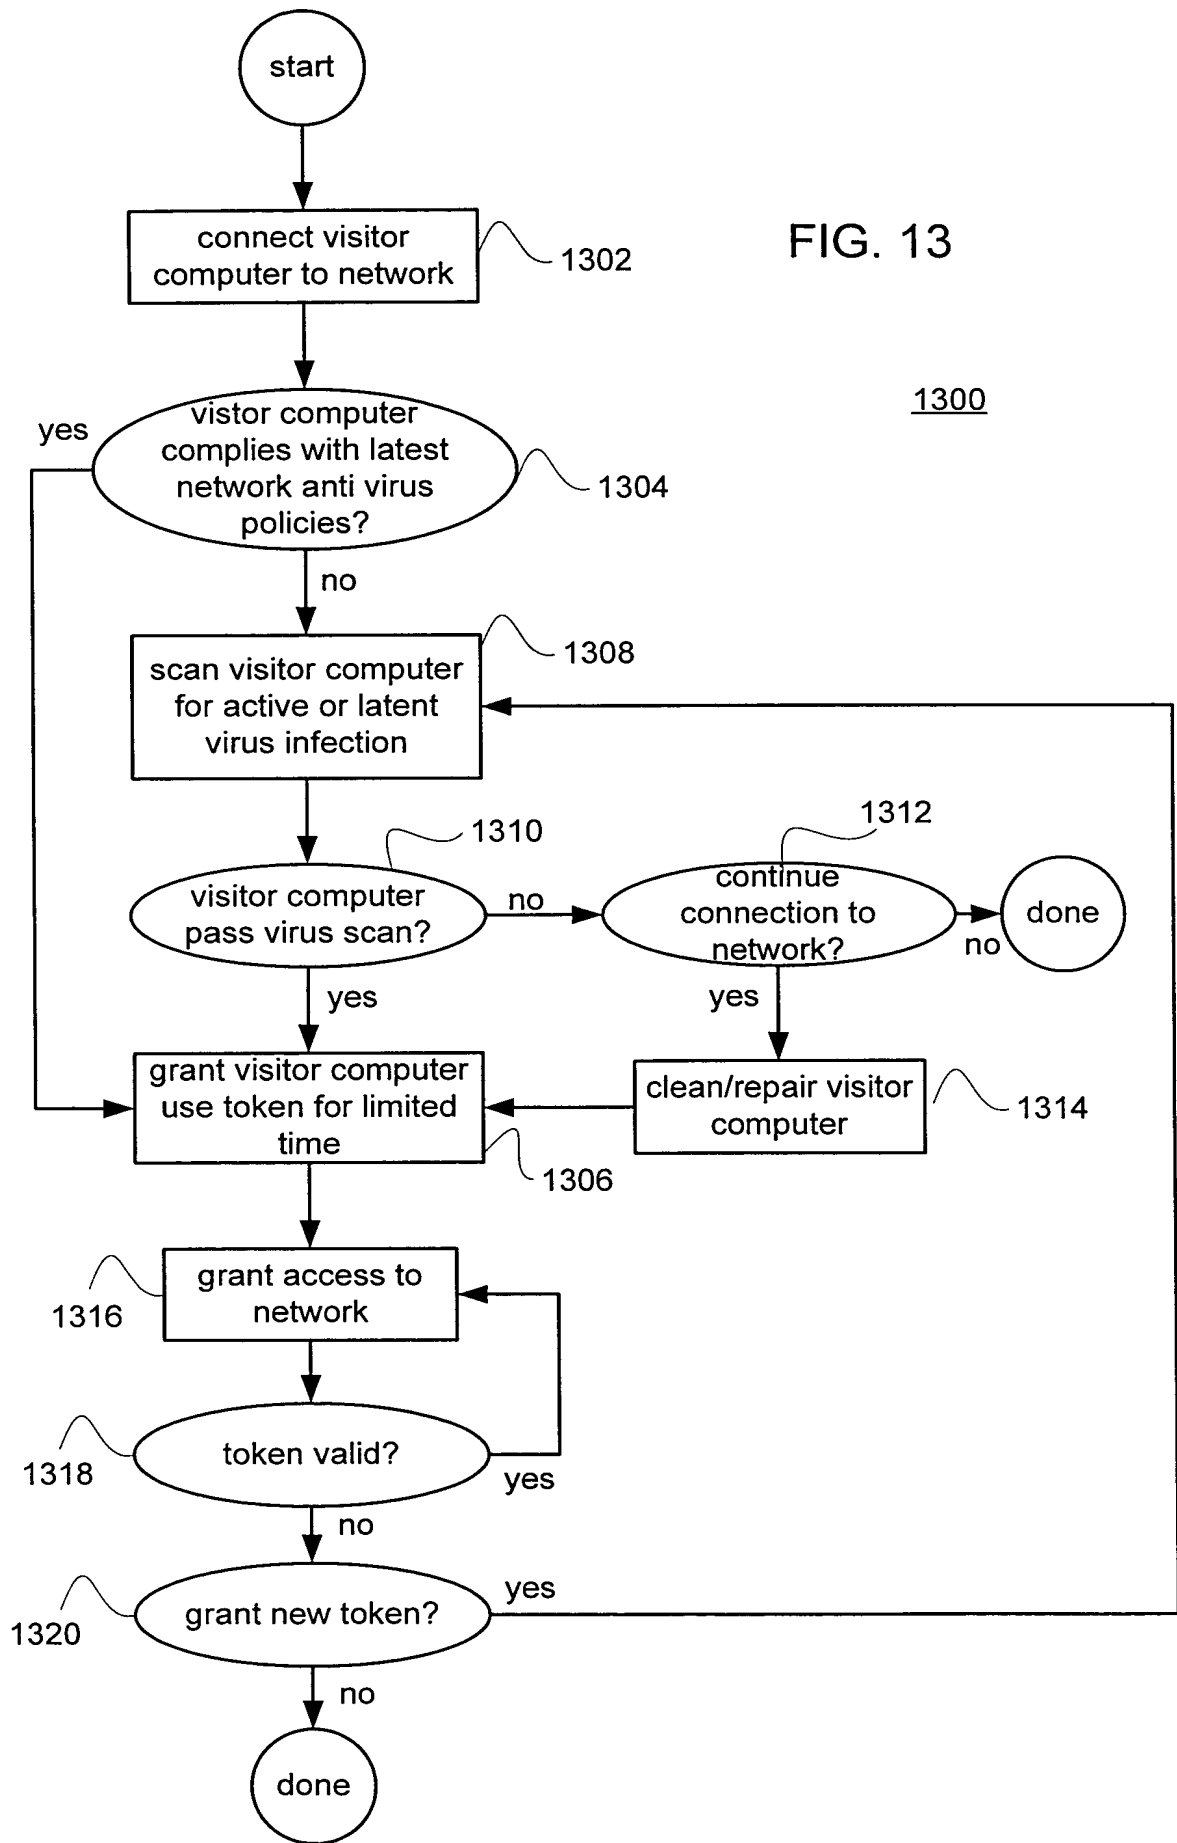 start
connect visitor
computer to network
1302
FIG. 13
1300
yes
vistor computer
complies with latest
network anti virus
policies?
1304
no
1308
scan visitor computer
for active or latent
virus infection
1310
1312
visitor computer
pass virus scan?
no
continue
connection to
network?
no
done
yes
yes
grant visitor computer
use token for limited
time
1306
clean/repair visitor
computer
1314
grant access to
network
1316
token valid?
1318
yes
no
grant new token?
yes
1320
no
done